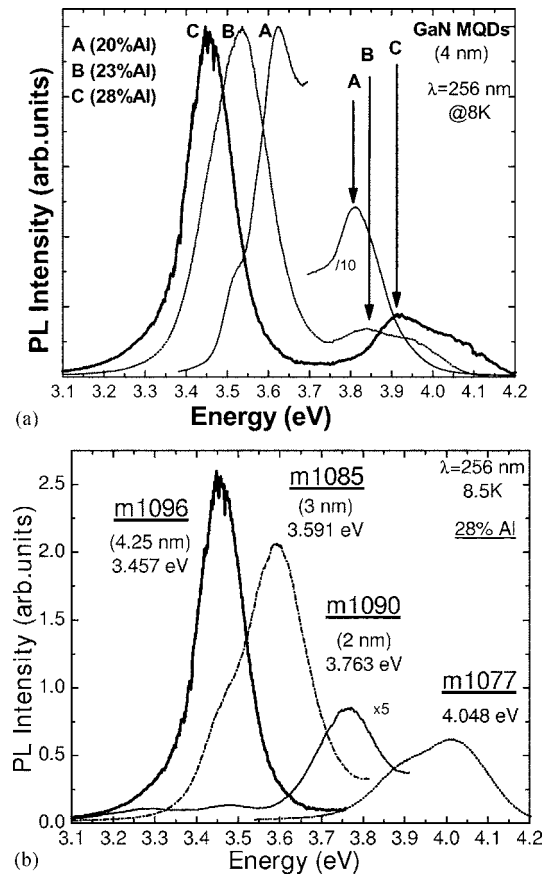 A (20%Al)
B (23%Al)
C (28%Al)
C B A
GaN MQDs
(4 nm)
λ=256 nm
@8K
A B C
/10
PL Intensity (arb.units)
3.1 3.2 3.3 3.4 3.5 3.6 3.7 3.8 3.9 4.0 4.1 4.2
(a)
Energy (eV)
2.5
2.0
1.5
1.0
0.5
0.0
PL Intensity (arb.units)
m1096
(4.25 nm)
3.457 eV
m1085
(3 nm)
3.591 eV
λ=256 nm
8.5K
28% Al
m1090
(2 nm)
3.763 eV
x5
m1077
4.048 eV
3.1 3.2 3.3 3.4 3.5 3.6 3.7 3.8 3.9 4.0 4.1 4.2
(b)
Energy (eV)